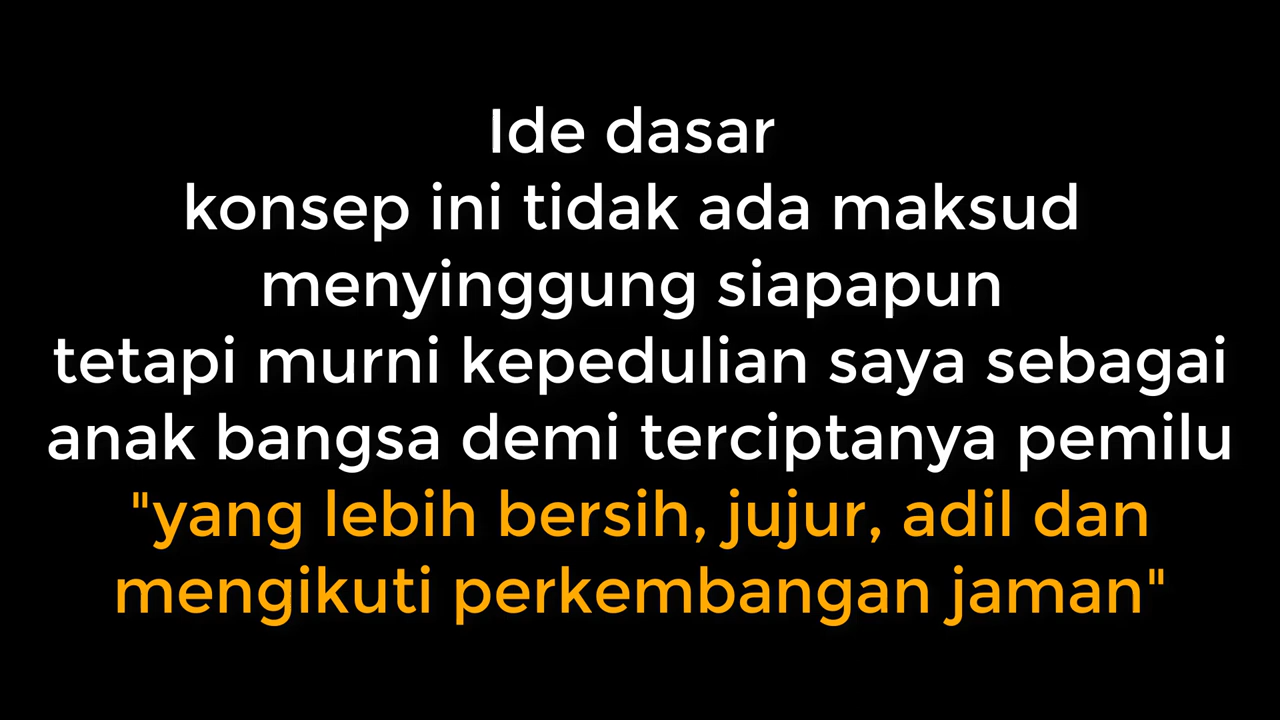 Ide dasar
konsep ini tidak ada maksud
menyinggung siapapun
tetapi murni kepedulian saya sebagai
anak bangsa demi terciptanya pemilu
"yang lebih bersih, jujur, adil dan
mengikuti perkembangan jaman"